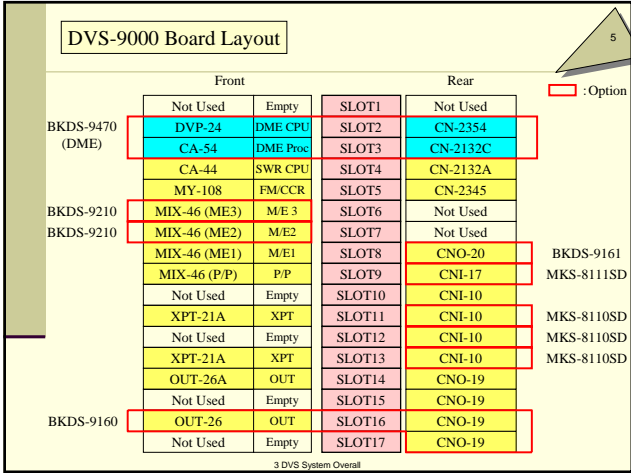 DVS-9000 Board Layout
5
Front Rear
: Option
Not Used Empty SLOT1 Not Used
BKDS-9470 DVP-24 DME CPU SLOT2 CN-2354
(DME) CA-54 DME Proc SLOT3 CN-2132C
CA-44 SWR CPU SLOT4 CN-2132A
MY-108 FM/CCR SLOT5 CN-2345
BKDS-9210 MIX-46 (ME3) M/E 3 SLOT6 Not Used
BKDS-9210 MIX-46 (ME2) M/E2 SLOT7 Not Used
MIX-46 (ME1) M/E1 SLOT8 CNO-20 BKDS-9161
MIX-46 (P/P) P/P SLOT9 CNI-17 MKS-8111SD
Not Used Empty SLOT10 CNI-10
XPT-21A XPT SLOT11 CNI-10 MKS-8110SD
Not Used Empty SLOT12 CNI-10 MKS-8110SD
XPT-21A XPT SLOT13 CNI-10 MKS-8110SD
OUT-26A OUT SLOT14 CNO-19
Not Used Empty SLOT15 CNO-19
BKDS-9160 OUT-26 OUT SLOT16 CNO-19
Not Used Empty SLOT17 CNO-19
3 DVS System Overall